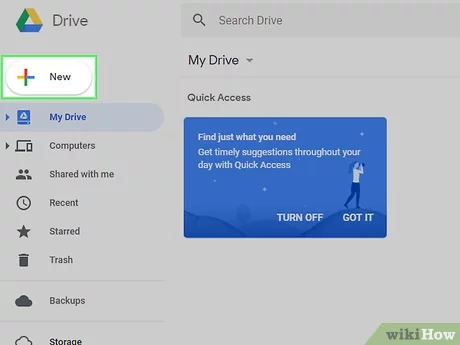 Drive
Search Drive
New
My Drive
Quick Access
My Drive
Find just what you need
Get timely suggestions throughout your
day with Quick Access
TURN OFF GOT IT
Computers
Shared with me
Recent
Starred
Trash
Backups
Storage
wikiHow